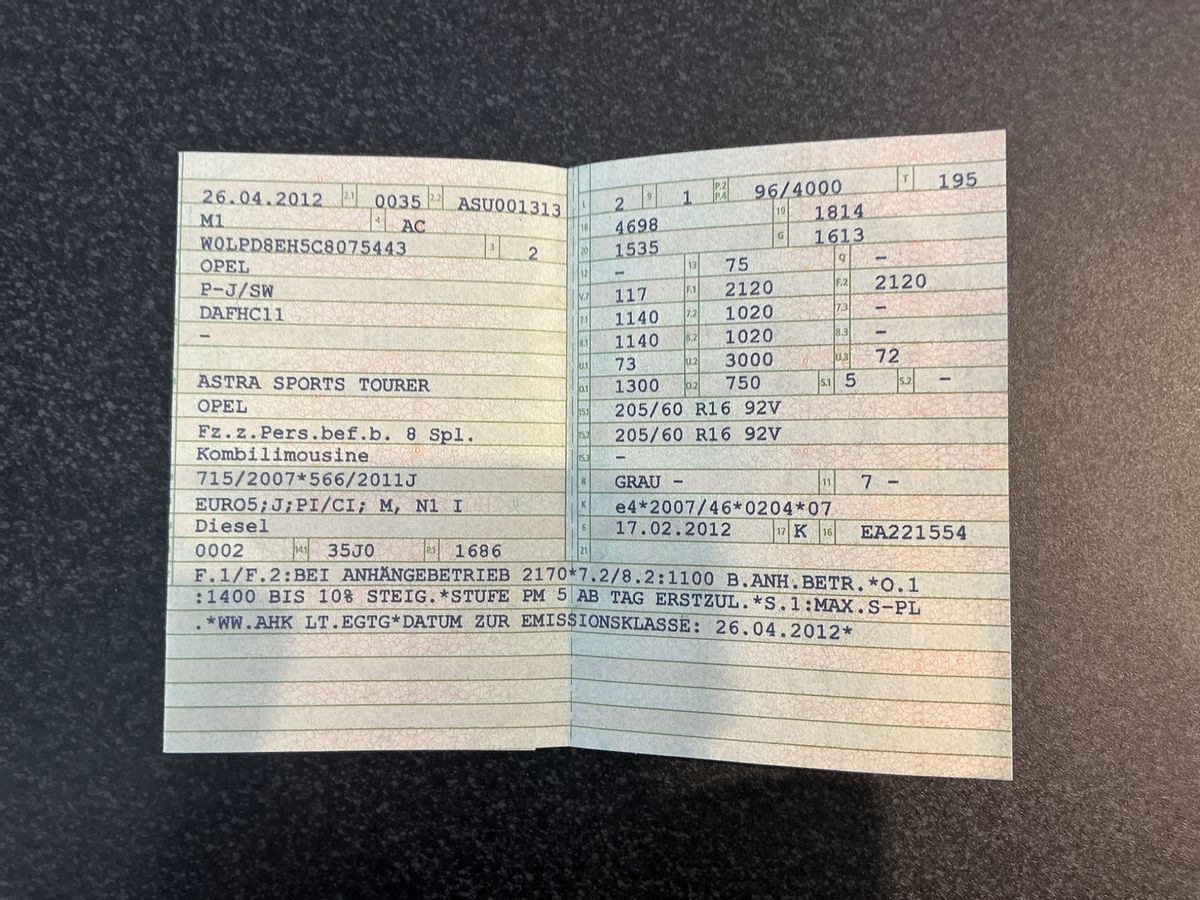 26.04.2012 2.1 0035 2.2 ASU001313
M1 4 AC
W0LPD8EH5C8075443 3 2
OPEL
P-J/SW
DAFHC11
–
ASTRA SPORTS TOURER
OPEL
Fz.z.Pers.bef.b. 8 Spl.
Kombilimousine
715/2007*566/2011J
EURO5;J;PI/CI; M, N1 I
Diesel
0002 14.1 35J0 P.1 1686
L 2 9 1 P.2 P.4 96/4000 T 195
18 4698 19 1814
20 1535 G 1613
12 – 13 75 Q –
V.7 117 F.1 2120 F.2 2120
7.1 1140 7.2 1020 7.3 –
8.1 1140 8.2 1020 8.3 –
U.1 73 U.2 3000 U.3 72
O.1 1300 O.2 750 S.1 5 S.2 –
15.1 205/60 R16 92V
15.2 205/60 R16 92V
15.3 –
R GRAU – 11 7 –
K e4*2007/46*0204*07
6 17.02.2012 17 K 16 EA221554
21
F.1/F.2:BEI ANHÄNGEBETRIEB 2170*7.2/8.2:1100 B.ANH.BETR.*O.1
:1400 BIS 10% STEIG.*STUFE PM 5 AB TAG ERSTZUL.*S.1:MAX.S-PL
.*WW.AHK LT.EGTG*DATUM ZUR EMISSIONSKLASSE: 26.04.2012*